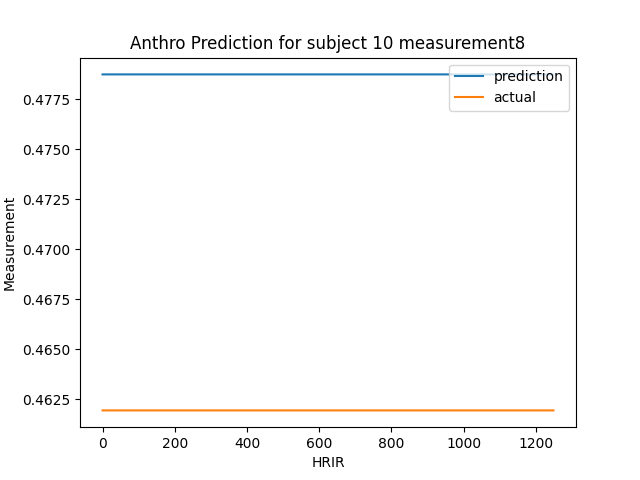 Anthro Prediction for subject 10 measurement8
prediction
actual
0.4775
0.4750
0.4725
0.4700
0.4675
0.4650
0.4625
Measurement
0
200
400
600
800
1000
1200
HRIR